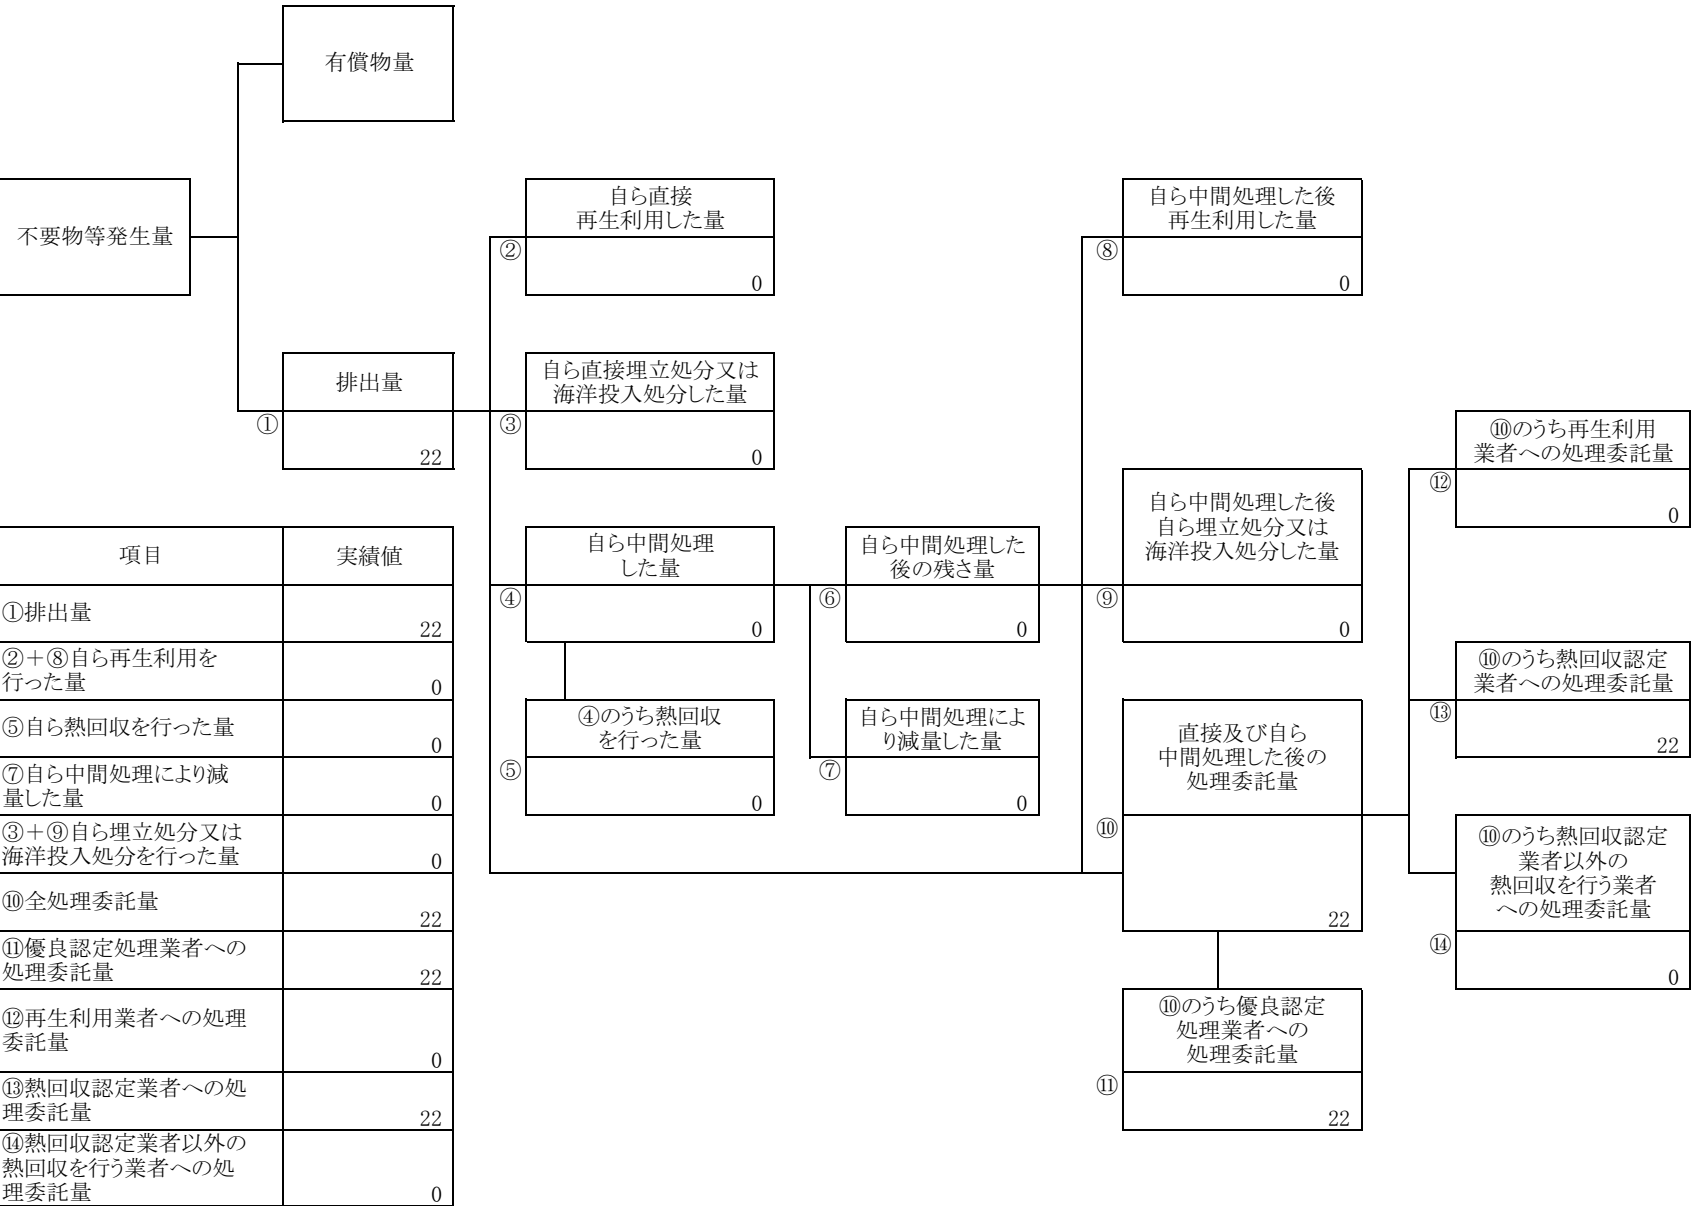 有償物量
不要物等発生量
排出量
①
22
自ら直接
再生利用した量
②
0
自ら直接埋立処分又は
海洋投入処分した量
③
0
自ら中間処理
した量
④
0
④のうち熱回収
を行った量
⑤
0
自ら中間処理した
後の残さ量
⑥
0
自ら中間処理によ
り減量した量
⑦
0
自ら中間処理した後
再生利用した量
⑧
0
自ら中間処理した後
自ら埋立処分又は
海洋投入処分した量
⑨
0
直接及び自ら
中間処理した後の
処理委託量
⑩
22
⑩のうち優良認定
処理業者への
処理委託量
⑪
22
⑩のうち再生利用
業者への処理委託量
⑫
0
⑩のうち熱回収認定
業者への処理委託量
⑬
22
⑩のうち熱回収認定
業者以外の
熱回収を行う業者
への処理委託量
⑭
0
項目 実績値
①排出量
22
②＋⑧自ら再生利用を
行った量
0
⑤自ら熱回収を行った量
0
⑦自ら中間処理により減
量した量
0
③＋⑨自ら埋立処分又は
海洋投入処分を行った量
0
⑩全処理委託量
22
⑪優良認定処理業者への
処理委託量
22
⑫再生利用業者への処理
委託量
0
⑬熱回収認定業者への処
理委託量
22
⑭熱回収認定業者以外の
熱回収を行う業者への処
理委託量
0